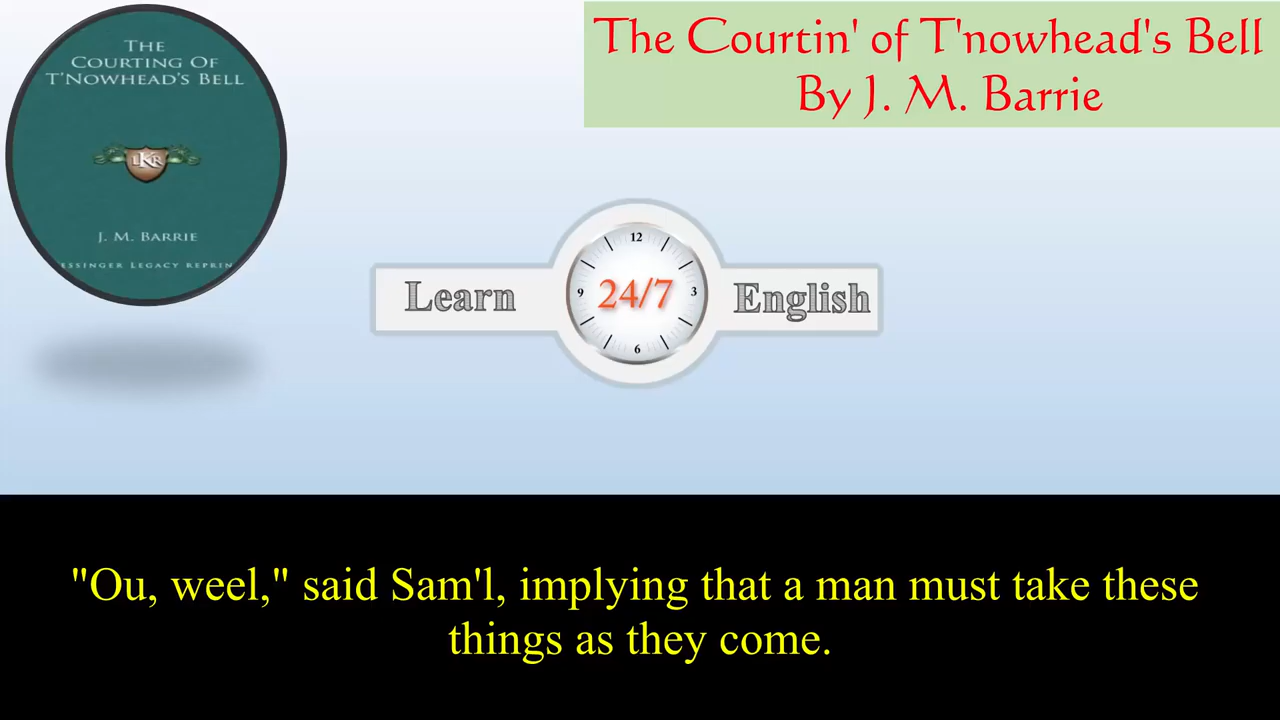 THE
COURTING OF
T'NOWHEAD'S BELL
LKR
J. M. BARRIE
ESSINGER LEGACY REPRIN
The Courtin' of T'nowhead's Bell
By J. M. Barrie
Learn 24/7 English
12
9
3
6
"Ou, weel," said Sam'l, implying that a man must take these
things as they come.